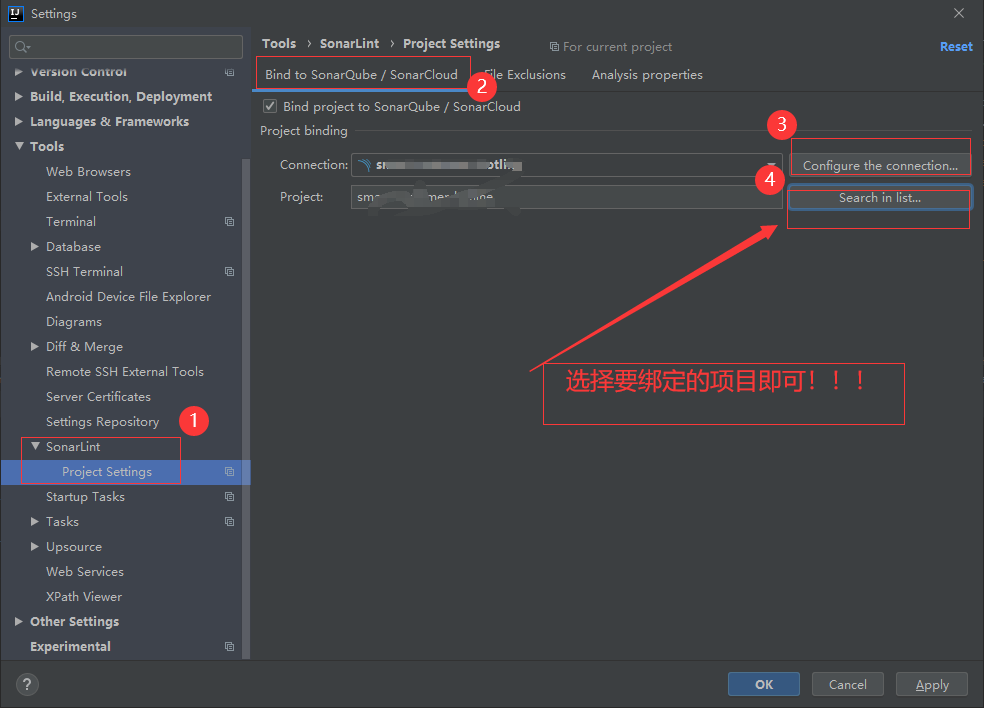 Settings
Tools › SonarLint › Project Settings For current project Reset
Version Control
Build, Execution, Deployment
Languages & Frameworks
Tools
Web Browsers
External Tools
Terminal
Database
SSH Terminal
Android Device File Explorer
Diagrams
Diff & Merge
Remote SSH External Tools
Server Certificates
Settings Repository
1
SonarLint
Project Settings
Startup Tasks
Tasks
Upsource
Web Services
XPath Viewer
Other Settings
Experimental
Bind to SonarQube / SonarCloud File Exclusions Analysis properties
2
Bind project to SonarQube / SonarCloud
Project binding
3
Connection: Configure the connection...
4
Project: Search in list...
选择要绑定的项目即可！！！
?
OK Cancel Apply